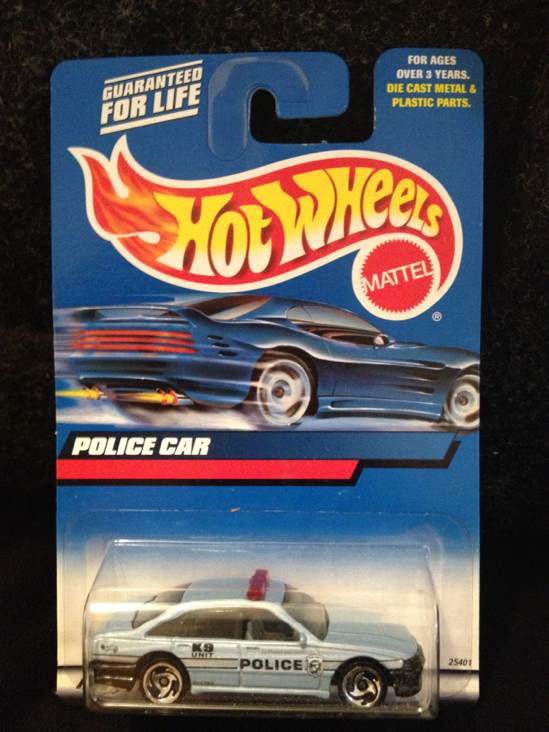 GUARANTEED
FOR LIFE
FOR AGES
OVER 3 YEARS.
DIE CAST METAL &
PLASTIC PARTS.
HOT WHEELS
MATTEL
®
POLICE CAR
K9
UNIT
POLICE
25401